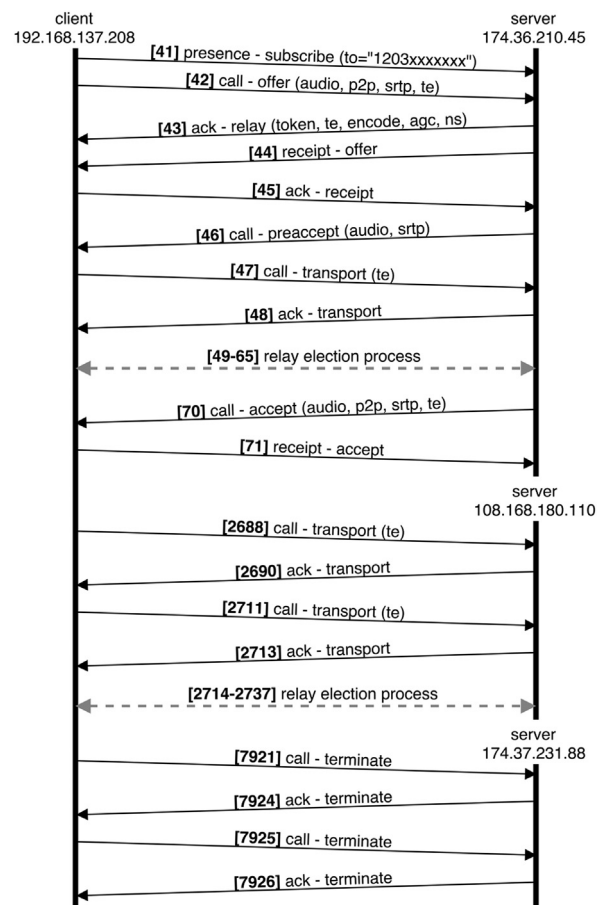 client
192.168.137.208
server
174.36.210.45
[41] presence - subscribe (to="1203xxxxxxx")
[42] call - offer (audio, p2p, srtp, te)
[43] ack - relay (token, te, encode, agc, ns)
[44] receipt - offer
[45] ack - receipt
[46] call - preaccept (audio, srtp)
[47] call - transport (te)
[48] ack - transport
[49-65] relay election process
[70] call - accept (audio, p2p, srtp, te)
[71] receipt - accept
server
108.168.180.110
[2688] call - transport (te)
[2690] ack - transport
[2711] call - transport (te)
[2713] ack - transport
[2714-2737] relay election process
server
174.37.231.88
[7921] call - terminate
[7924] ack - terminate
[7925] call - terminate
[7926] ack - terminate